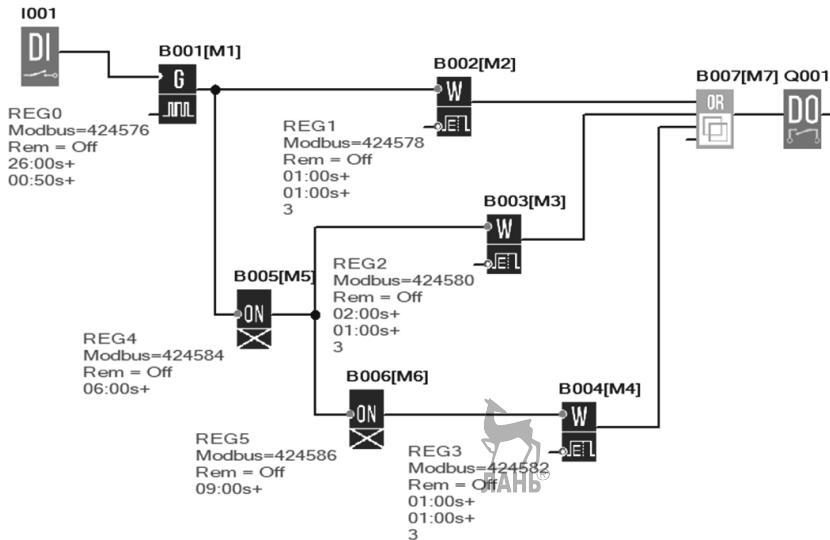 I001
DI
B001[M1]
G
REG0
Modbus=424576
Rem = Off
26:00s+
00:50s+
B002[M2]
W
E
REG1
Modbus=424578
Rem = Off
01:00s+
01:00s+
3
B007[M7] Q001
OR
DO
B003[M3]
W
E
REG2
Modbus=424580
Rem = Off
02:00s+
01:00s+
3
B005[M5]
ON
REG4
Modbus=424584
Rem = Off
06:00s+
B006[M6]
ON
REG5
Modbus=424586
Rem = Off
09:00s+
B004[M4]
W
E
REG3
Modbus=424582
Rem = Off
01:00s+
01:00s+
3
ЛАНЬ®